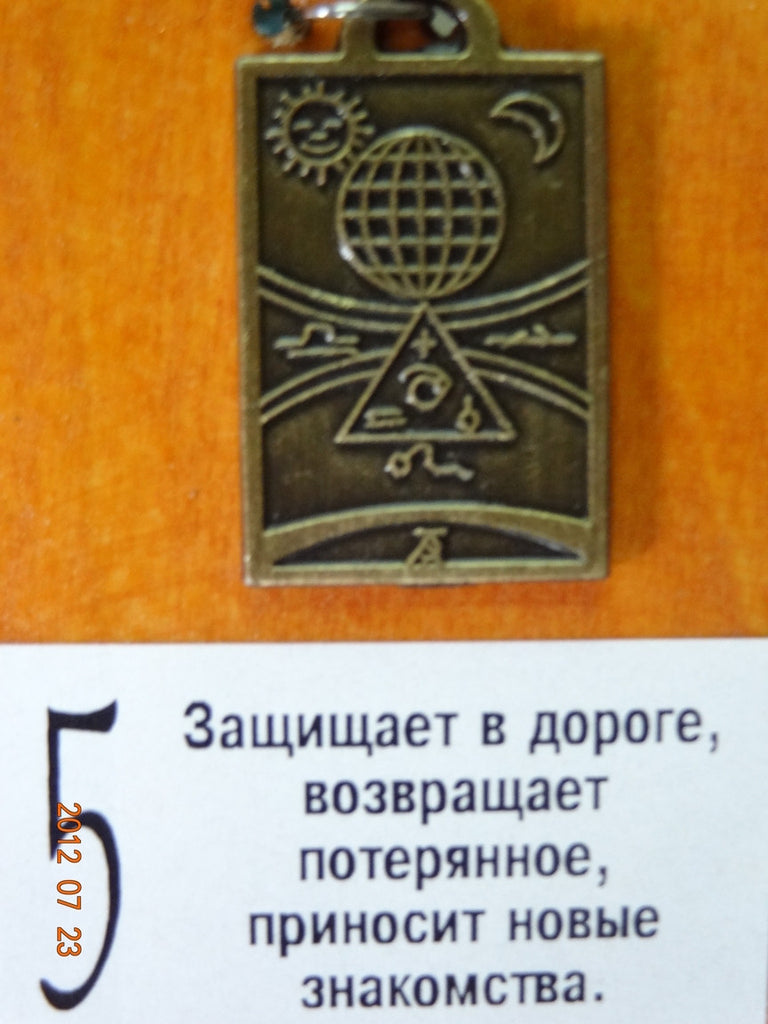 5
Защищает в дороге,
возвращает
потерянное,
приносит новые
знакомства.
2012 07 23